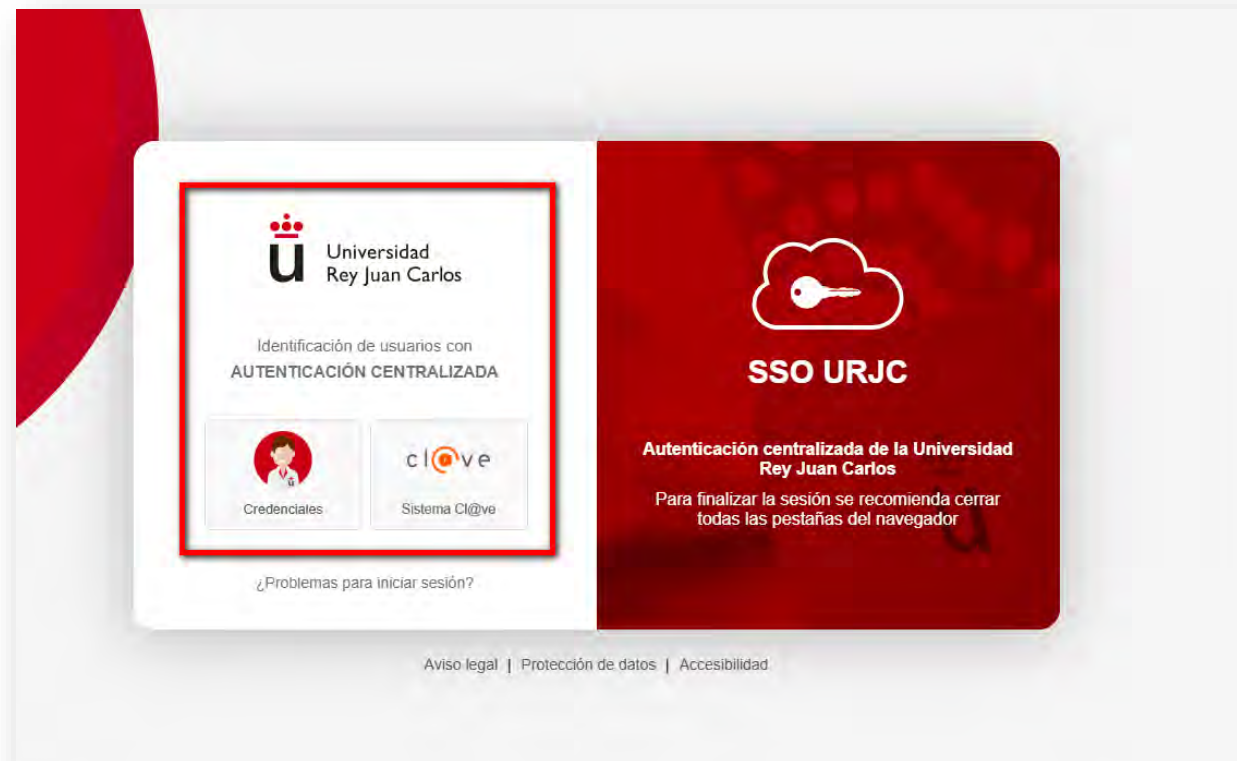 ü Universidad
Rey Juan Carlos
Identificación de usuarios con
AUTENTICACIÓN CENTRALIZADA
Credenciales
cl@ve
Sistema Cl@ve
¿Problemas para iniciar sesión?
SSO URJC
Autenticación centralizada de la Universidad
Rey Juan Carlos
Para finalizar la sesión se recomienda cerrar
todas las pestañas del navegador
Aviso legal | Protección de datos | Accesibilidad